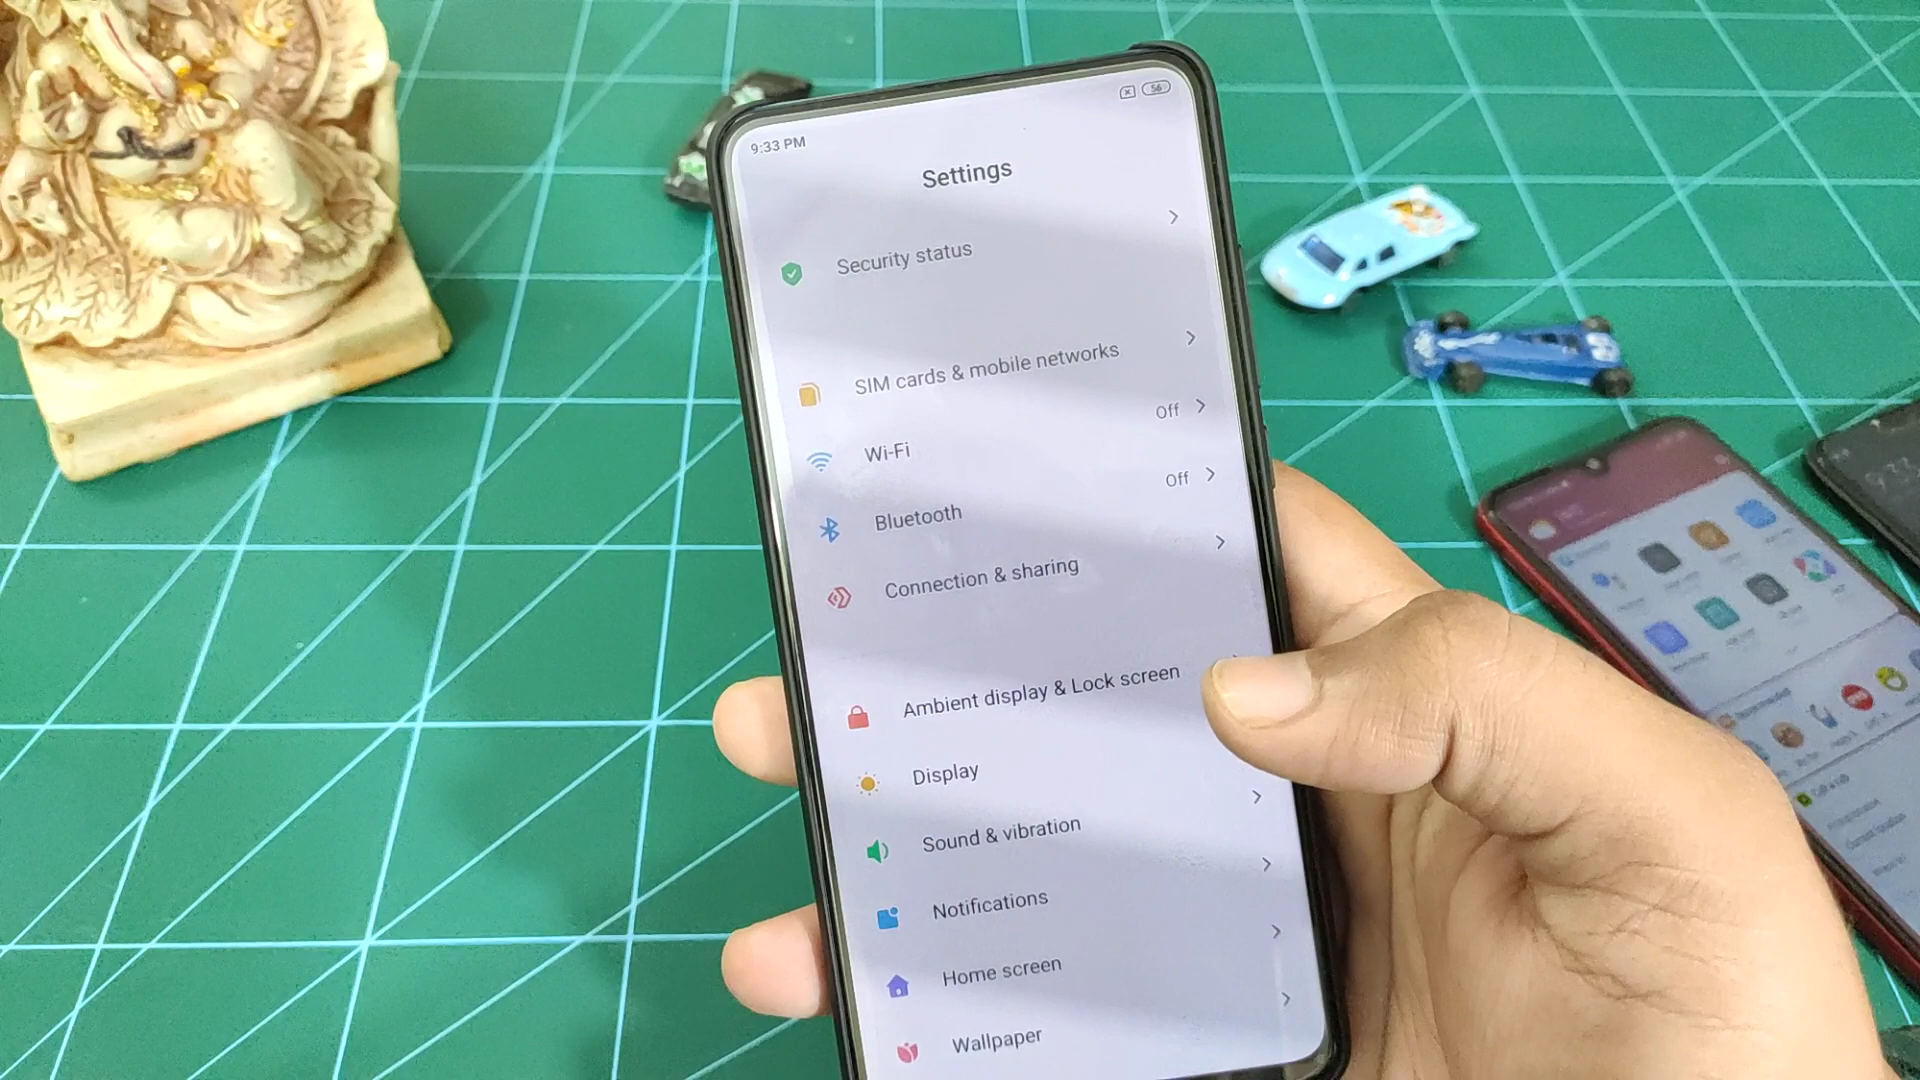 9:33 PM
56
Settings
Security status
SIM cards & mobile networks
Wi-Fi
Off
Bluetooth
Off
Connection & sharing
Ambient display & Lock screen
Display
Sound & vibration
Notifications
Home screen
Wallpaper